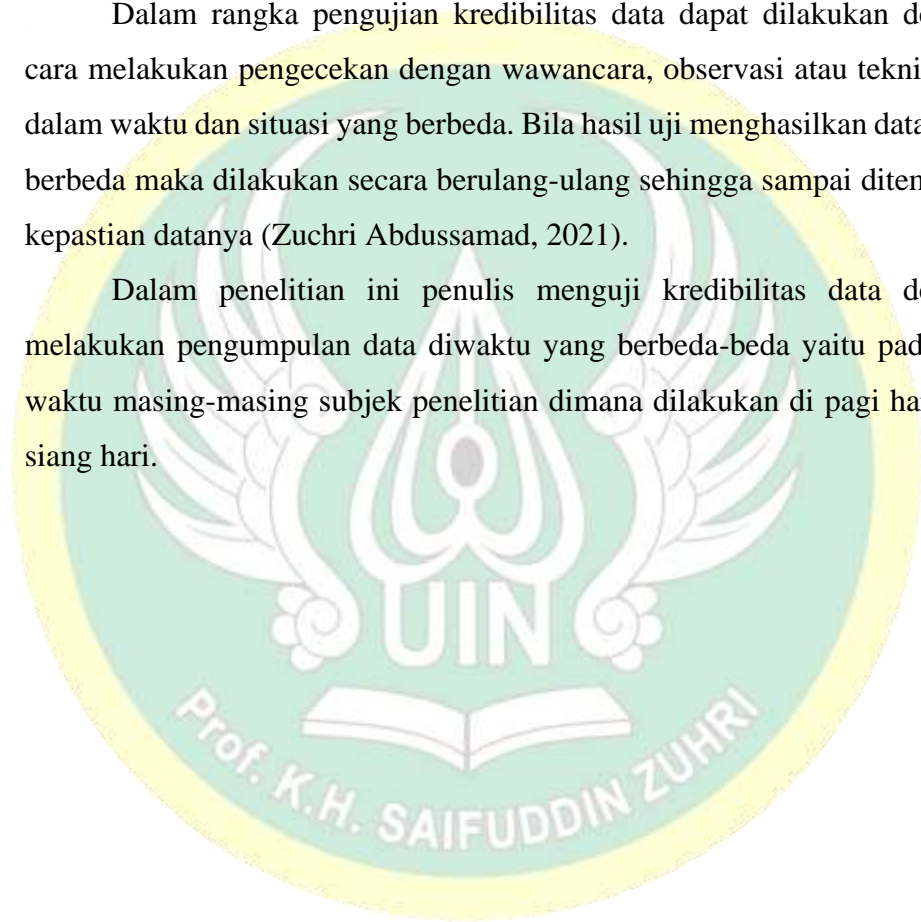 Dalam rangka pengujian kredibilitas data dapat dilakukan de
cara melakukan pengecekan dengan wawancara, observasi atau tekni
dalam waktu dan situasi yang berbeda. Bila hasil uji menghasilkan data
berbeda maka dilakukan secara berulang-ulang sehingga sampai diten
kepastian datanya (Zuchri Abdussamad, 2021).
Dalam penelitian ini penulis menguji kredibilitas data de
melakukan pengumpulan data diwaktu yang berbeda-beda yaitu pad
waktu masing-masing subjek penelitian dimana dilakukan di pagi har
siang hari.
UIN
Prof. K.H. SAIFUDDIN ZUHRI